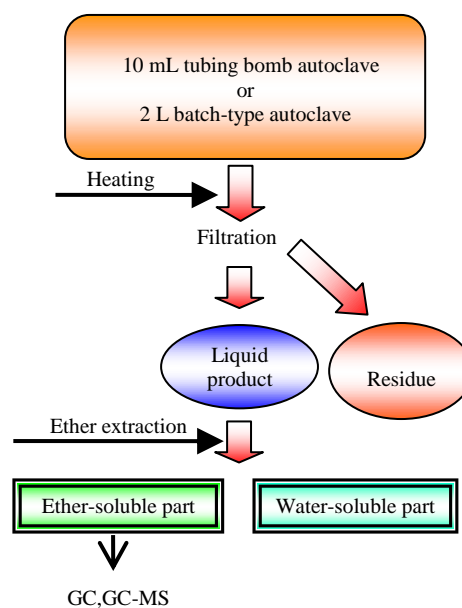 10 mL tubing bomb autoclave
or
2 L batch-type autoclave
Heating
Filtration
Liquid
product
Residue
Ether extraction
Ether-soluble part
Water-soluble part
GC,GC-MS